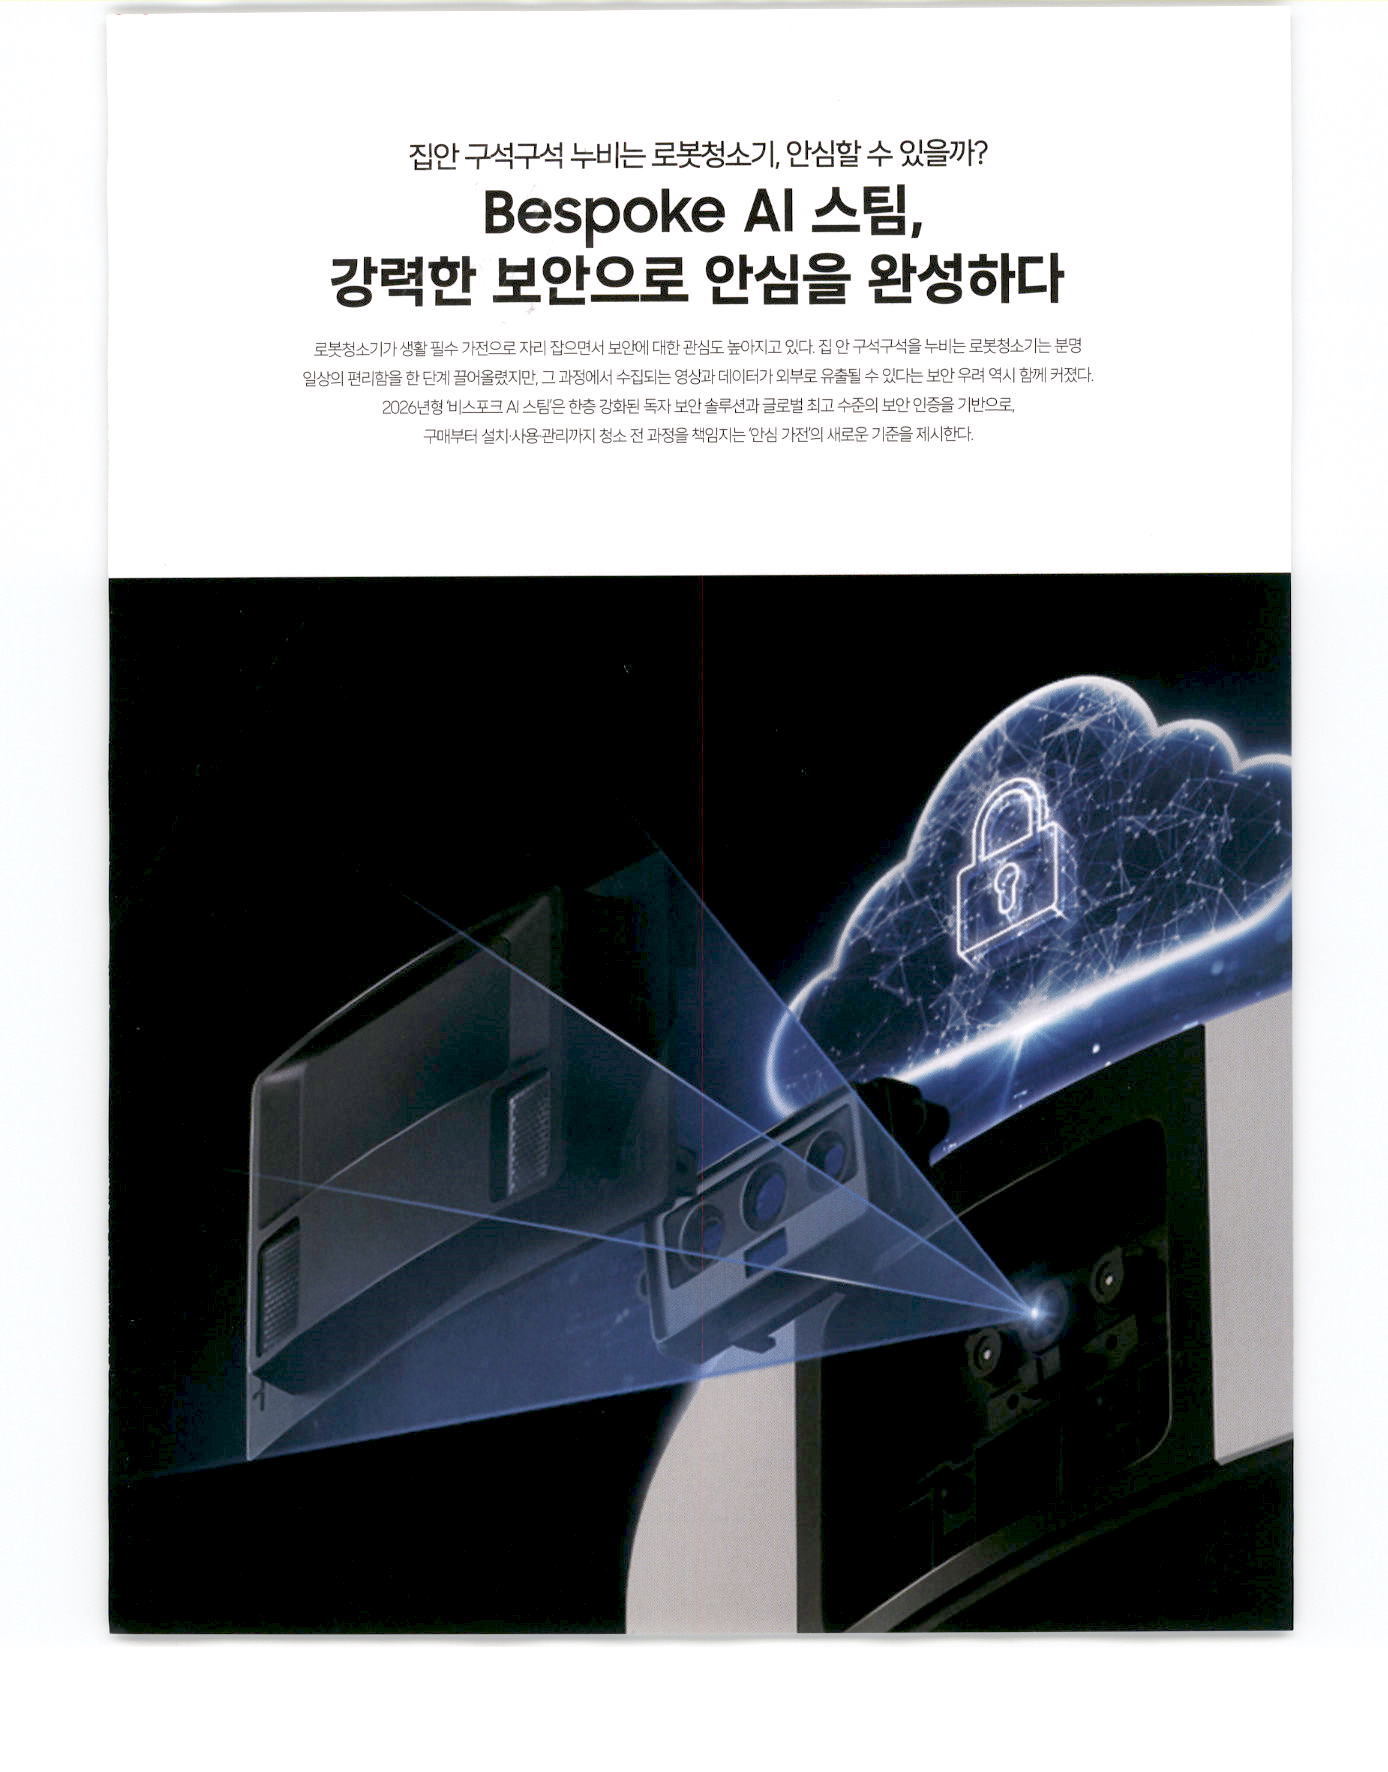 집안 구석구석 누비는 로봇청소기, 안심할 수 있을까?
Bespoke AI 스팀,
강력한 보안으로 안심을 완성하다
로봇청소기가 생활 필수 가전으로 자리 잡으면서 보안에 대한 관심도 높아지고 있다. 집 안 구석구석을 누비는 로봇청소기는 분명
일상의 편리함을 한 단계 끌어올렸지만, 그 과정에서 수집되는 영상과 데이터가 외부로 유출될 수 있다는 보안 우려 역시 함께 커졌다.
2026년형 ‘비스포크 AI 스팀’은 한층 강화된 독자 보안 솔루션과 글로벌 최고 수준의 보안 인증을 기반으로,
구매부터 설치·사용·관리까지 청소 전 과정을 책임지는 ‘안심 가전’의 새로운 기준을 제시한다.